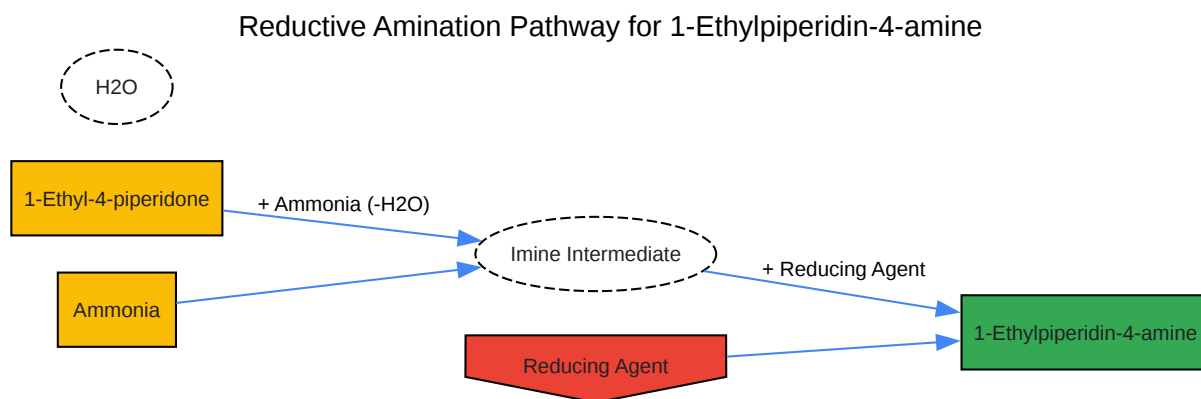 Reductive Amination Pathway for 1-Ethylpiperidin-4-amine
H2O
1-Ethyl-4-piperidone
+ Ammonia (-H2O)
Imine Intermediate
+ Reducing Agent
Ammonia
1-Ethylpiperidin-4-amine
Reducing Agent